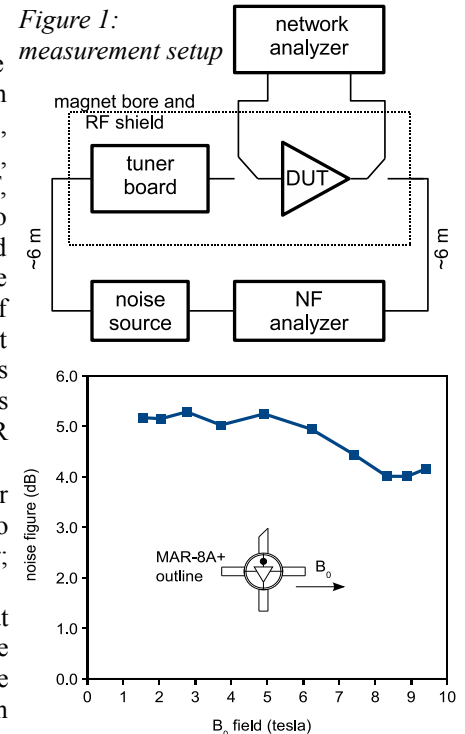 Figure 1:
measurement setup
network
analyzer
magnet bore and
RF shield
tuner
board
DUT
~6 m
~6 m
noise
source
NF
analyzer
6.0
5.0
4.0
3.0
2.0
1.0
0.0
noise figure (dB)
MAR-8A+
outline
B0
0 1 2 3 4 5 6 7 8 9 10
B0 field (tesla)